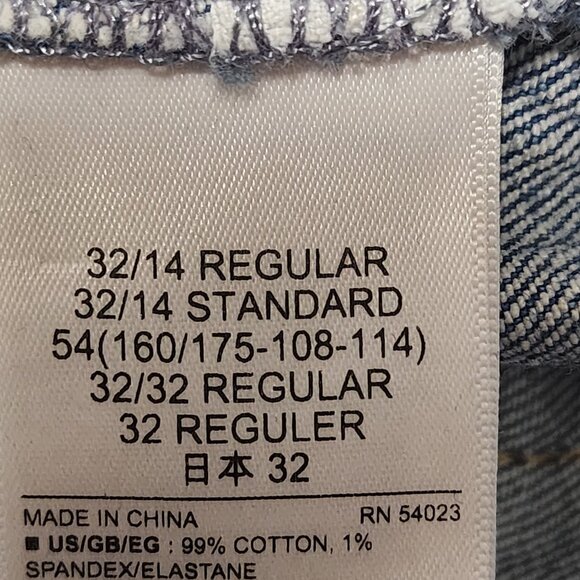 32/14 REGULAR
32/14 STANDARD
54(160/175-108-114)
32/32 REGULAR
32 REGULER
日本 32
MADE IN CHINA RN 54023
■ US/GB/EG : 99% COTTON, 1%
SPANDEX/ELASTANE